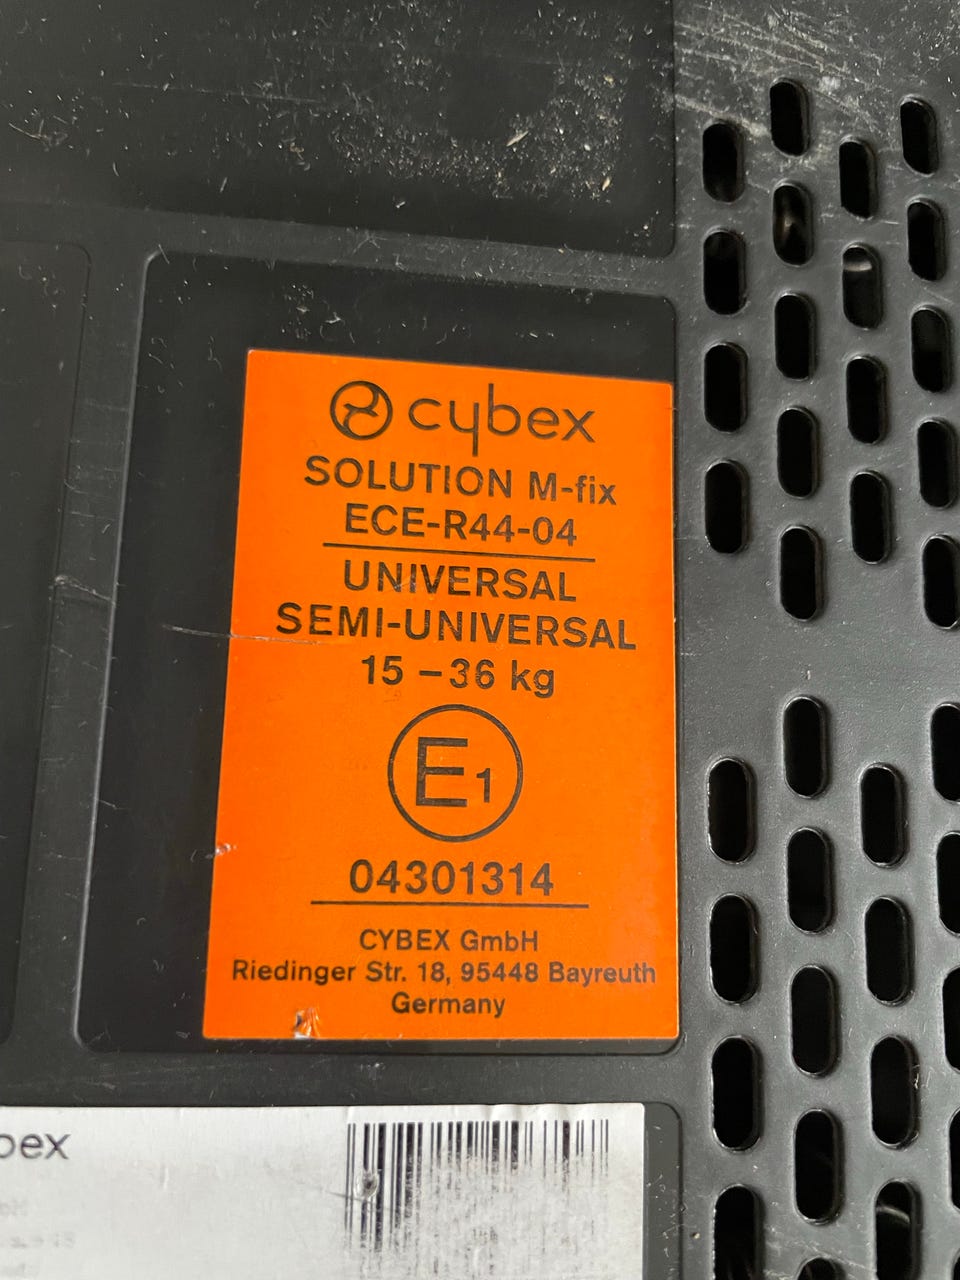 cybex
SOLUTION M-fix
ECE-R44-04
UNIVERSAL
SEMI-UNIVERSAL
15 – 36 kg
E1
04301314
CYBEX GmbH
Riedinger Str. 18, 95448 Bayreuth
Germany
bex